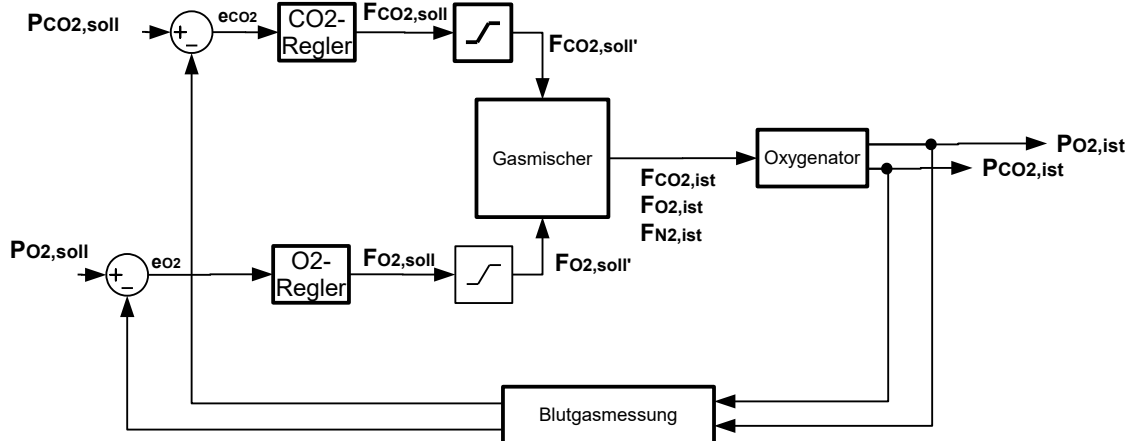 PCO2,soll
+
−
eCO2
CO2-
Regler
FCO2,soll
FCO2,soll'
Gasmischer
FCO2,ist
FO2,ist
FN2,ist
Oxygenator
PO2,ist
PCO2,ist
PO2,soll
+
−
eO2
O2-
Regler
FO2,soll
FO2,soll'
Blutgasmessung